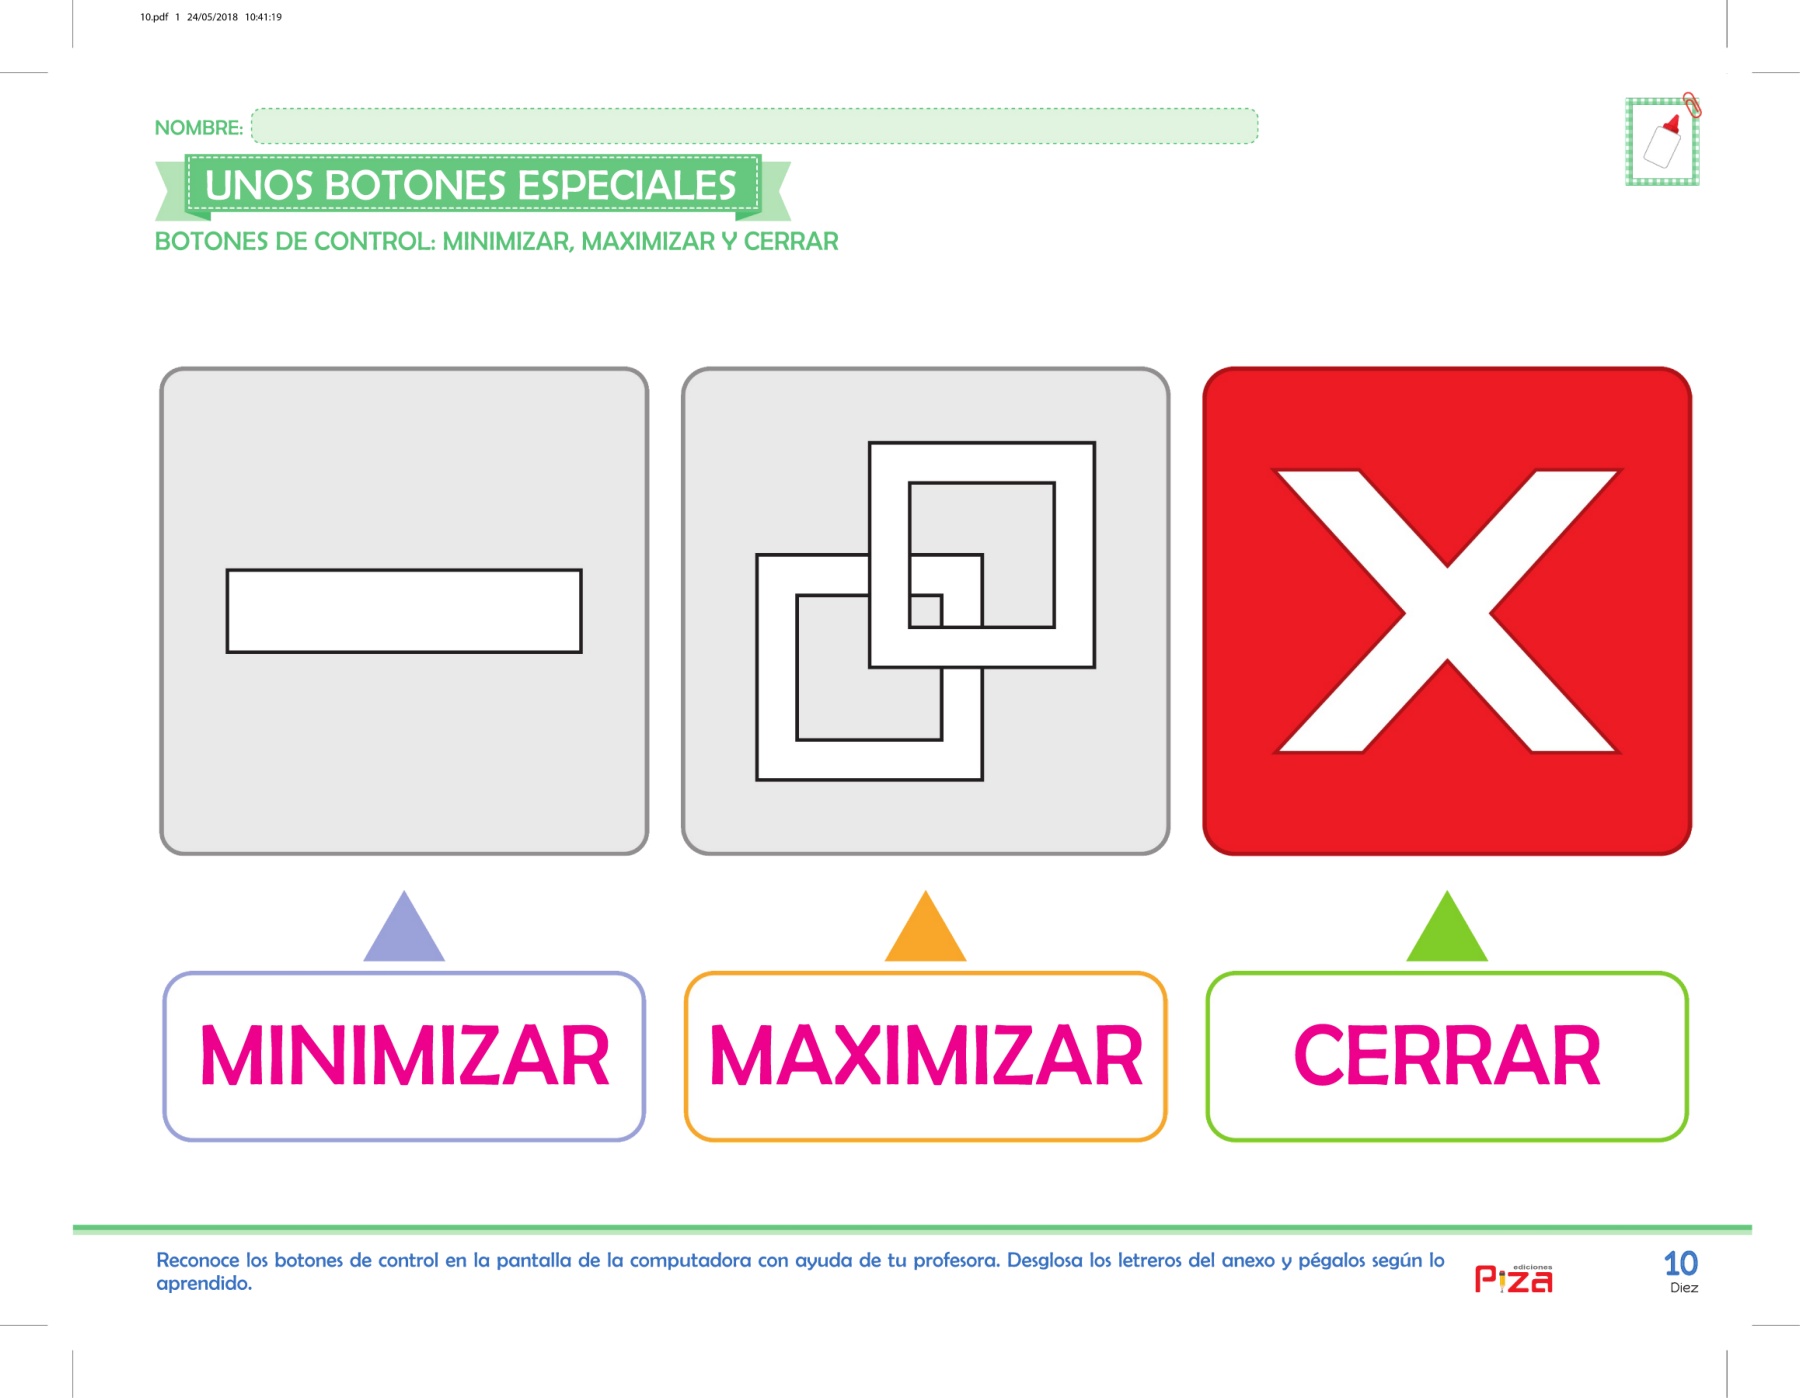 10.pdf 1 24/05/2018 10:41:19
NOMBRE:
UNOS BOTONES ESPECIALES
BOTONES DE CONTROL: MINIMIZAR, MAXIMIZAR Y CERRAR
X
MINIMIZAR
MAXIMIZAR
CERRAR
Reconoce los botones de control en la pantalla de la computadora con ayuda de tu profesora. Desglosa los letreros del anexo y pégalos según lo
aprendido.
ediciones
Piza
10
Diez